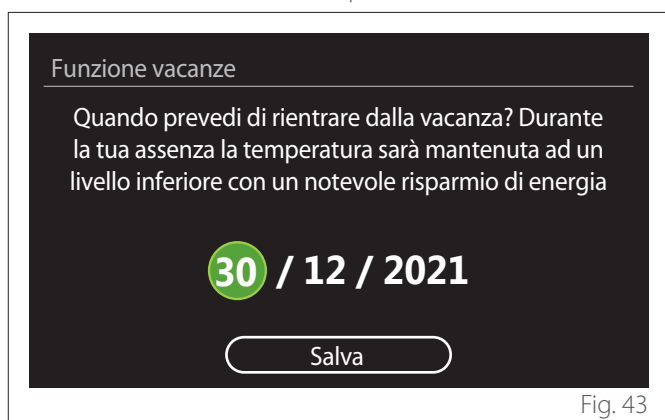 Funzione vacanze
Quando prevedi di rientrare dalla vacanza? Durante
la tua assenza la temperatura sarà mantenuta ad un
livello inferiore con un notevole risparmio di energia
30 / 12 / 2021
Salva
Fig. 43